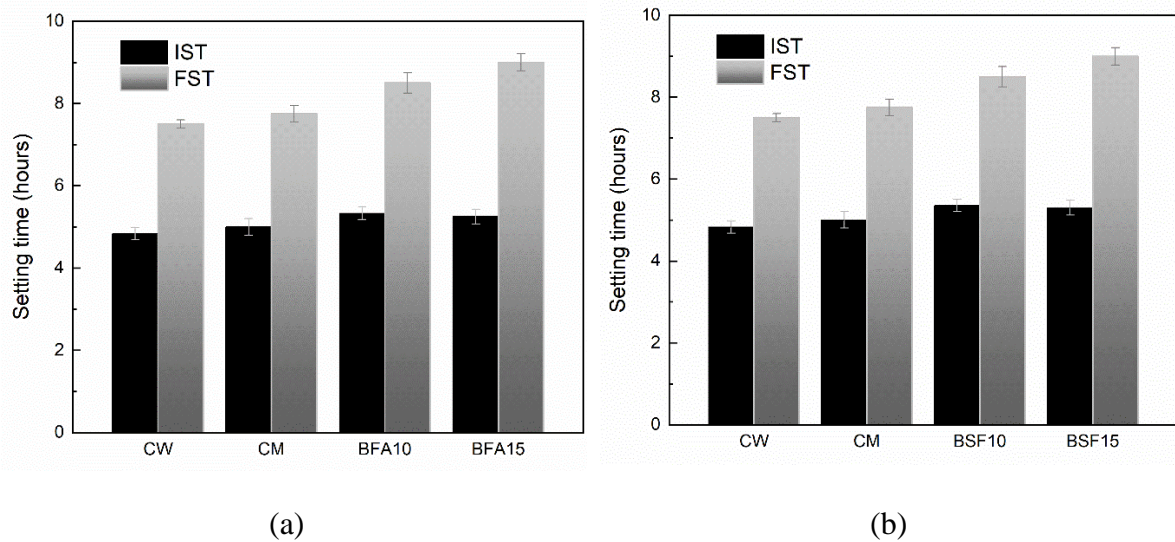 10
8
6
4
2
0
Setting time (hours)
IST
FST
CW CM BFA10 BFA15
(a)
10
8
6
4
2
0
Setting time (hours)
IST
FST
CW CM BSF10 BSF15
(b)